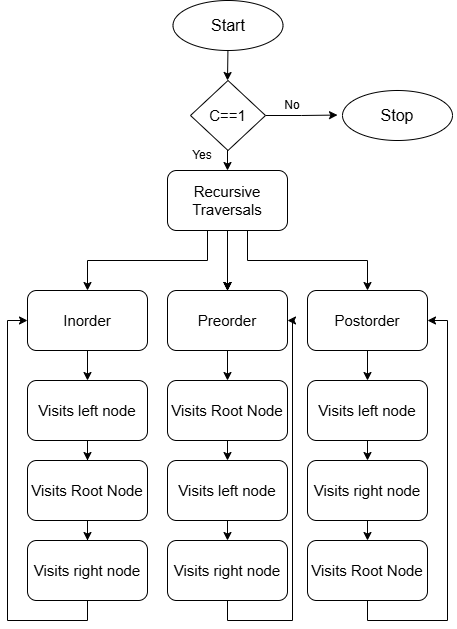 Start
C==1
No
Stop
Yes
Recursive
Traversals
Inorder
Preorder
Postorder
Visits left node
Visits Root Node
Visits left node
Visits Root Node
Visits left node
Visits right node
Visits right node
Visits right node
Visits Root Node